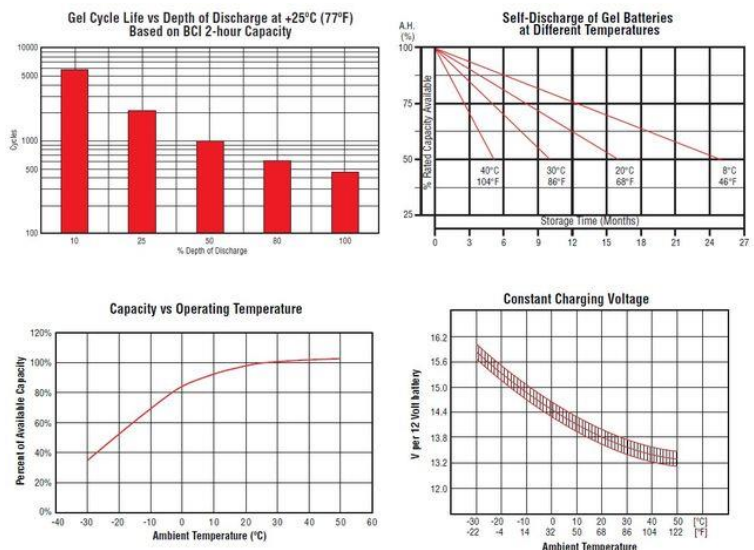 Gel Cycle Life vs Depth of Discharge at +25ºC (77ºF)
Based on BCI 2-hour Capacity
10000
1000
500
100
Cycles
10 25 50 80 100
% Depth of Discharge
Self-Discharge of Gel Batteries
at Different Temperatures
A.H.
(%)
100
75
50
25
% Rated Capacity Available
40°C 30°C 20°C 8°C
104°F 86°F 68°F 46°F
Storage Time (Months)
0 3 6 9 12 15 18 21 24 27
Capacity vs Operating Temperature
120%
100%
80%
60%
40%
20%
0%
Percent of Available Capacity
-40 -30 -20 -10 0 10 20 30 40 50 60
Ambient Temperature (°C)
Constant Charging Voltage
16.2
15.6
15.0
14.4
13.8
13.2
12.0
V per 12 Volt battery
-30 -20 -10 0 10 20 30 40 50 [°C]
-22 -4 14 32 50 68 86 104 122 [°F]
Ambient Temperature